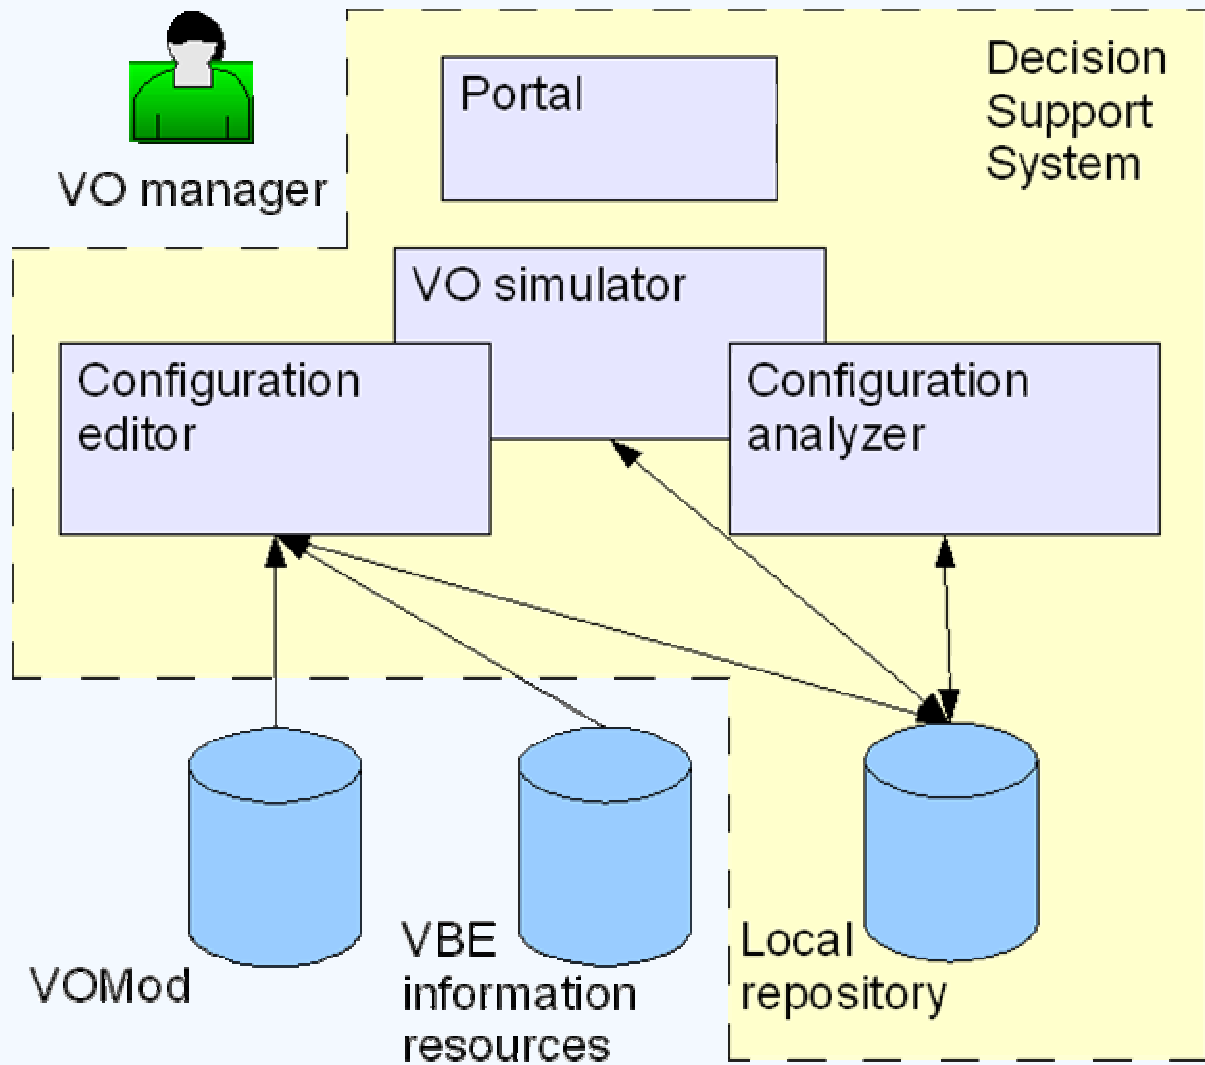 Decision
Support
System
Portal
VO manager
VO simulator
Configuration
editor
Configuration
analyzer
VOMod
VBE
information
resources
Local
repository